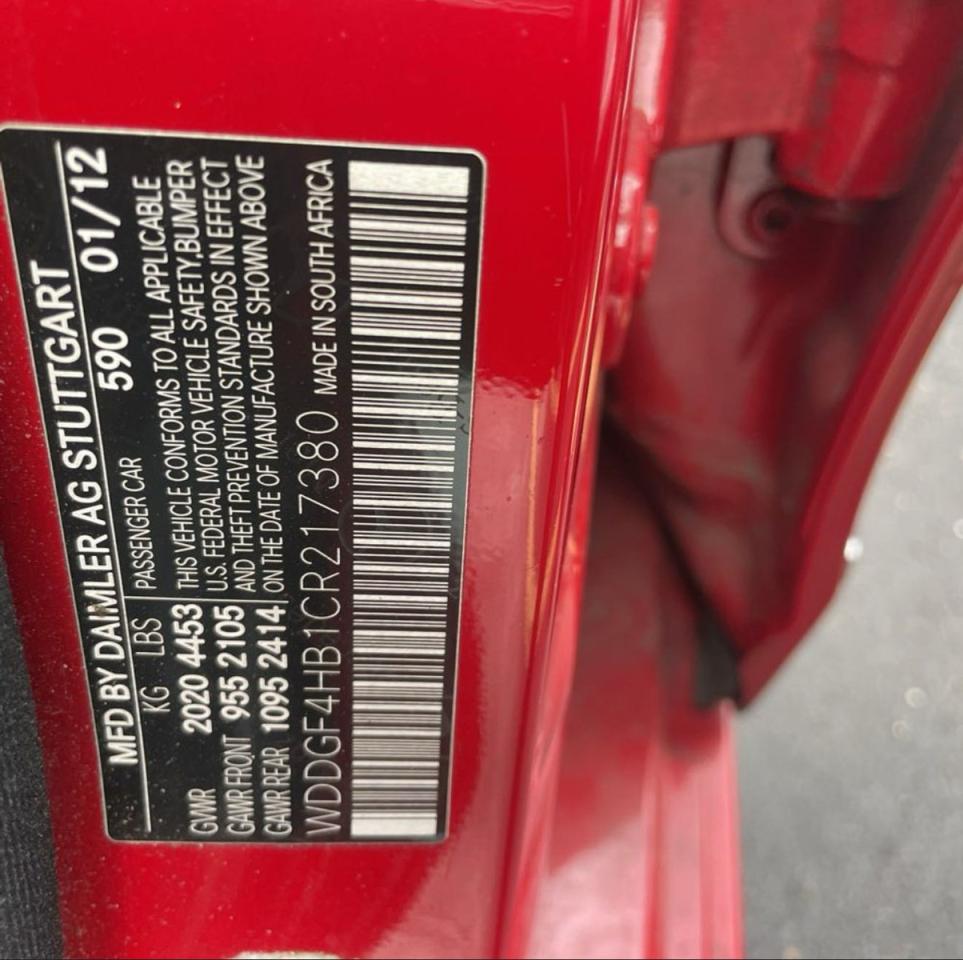 MFD BY DAIMLER AG STUTTGART
KG LBS PASSENGER CAR 590 01/12
GVWR 2020 4453 THIS VEHICLE CONFORMS TO ALL APPLICABLE
GAWR FRONT 955 2105 U.S. FEDERAL MOTOR VEHICLE SAFETY,BUMPER
GAWR REAR 1095 2414 AND THEFT PREVENTION STANDARDS IN EFFECT
ON THE DATE OF MANUFACTURE SHOWN ABOVE
WDDGF4HB1CR217380 MADE IN SOUTH AFRICA